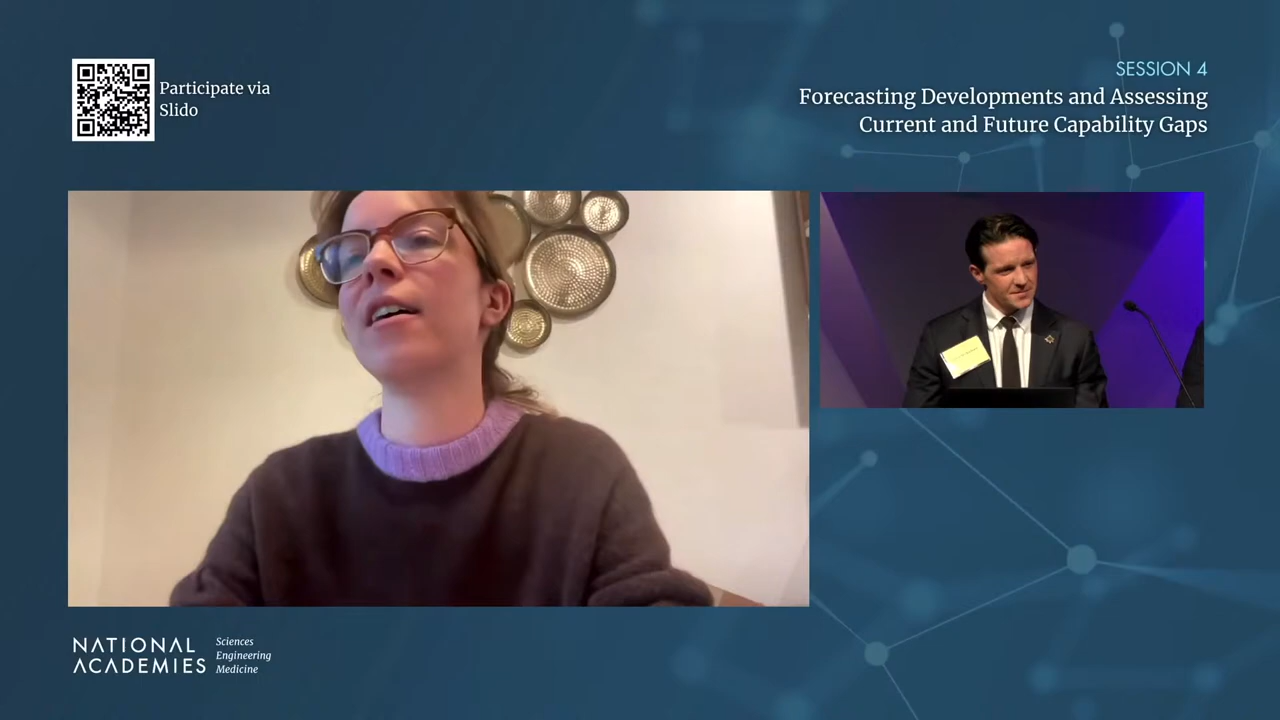 Participate via
Slido
SESSION 4
Forecasting Developments and Assessing
Current and Future Capability Gaps
NATIONAL
ACADEMIES
Sciences
Engineering
Medicine